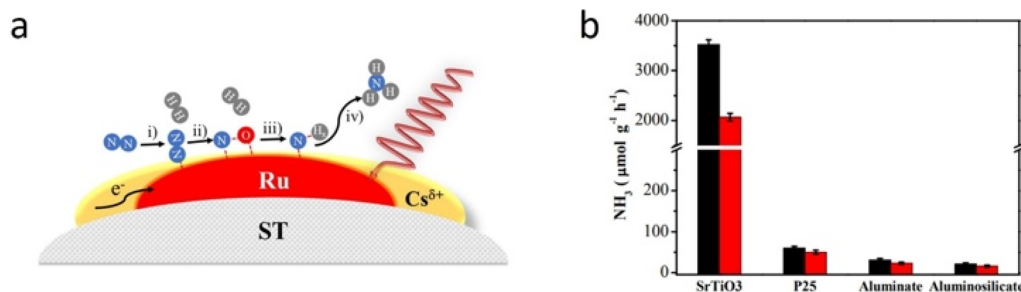 a
N N
i)
H H
N N
ii)
H H
N O
iii)
N Hx
iv)
H
N
H H
e-
Ru
Csδ+
ST
b
NH3 ( μmol g-1 h-1)
4000
3000
2000
200
100
0
SrTiO3 P25 Aluminate Aluminosilicate